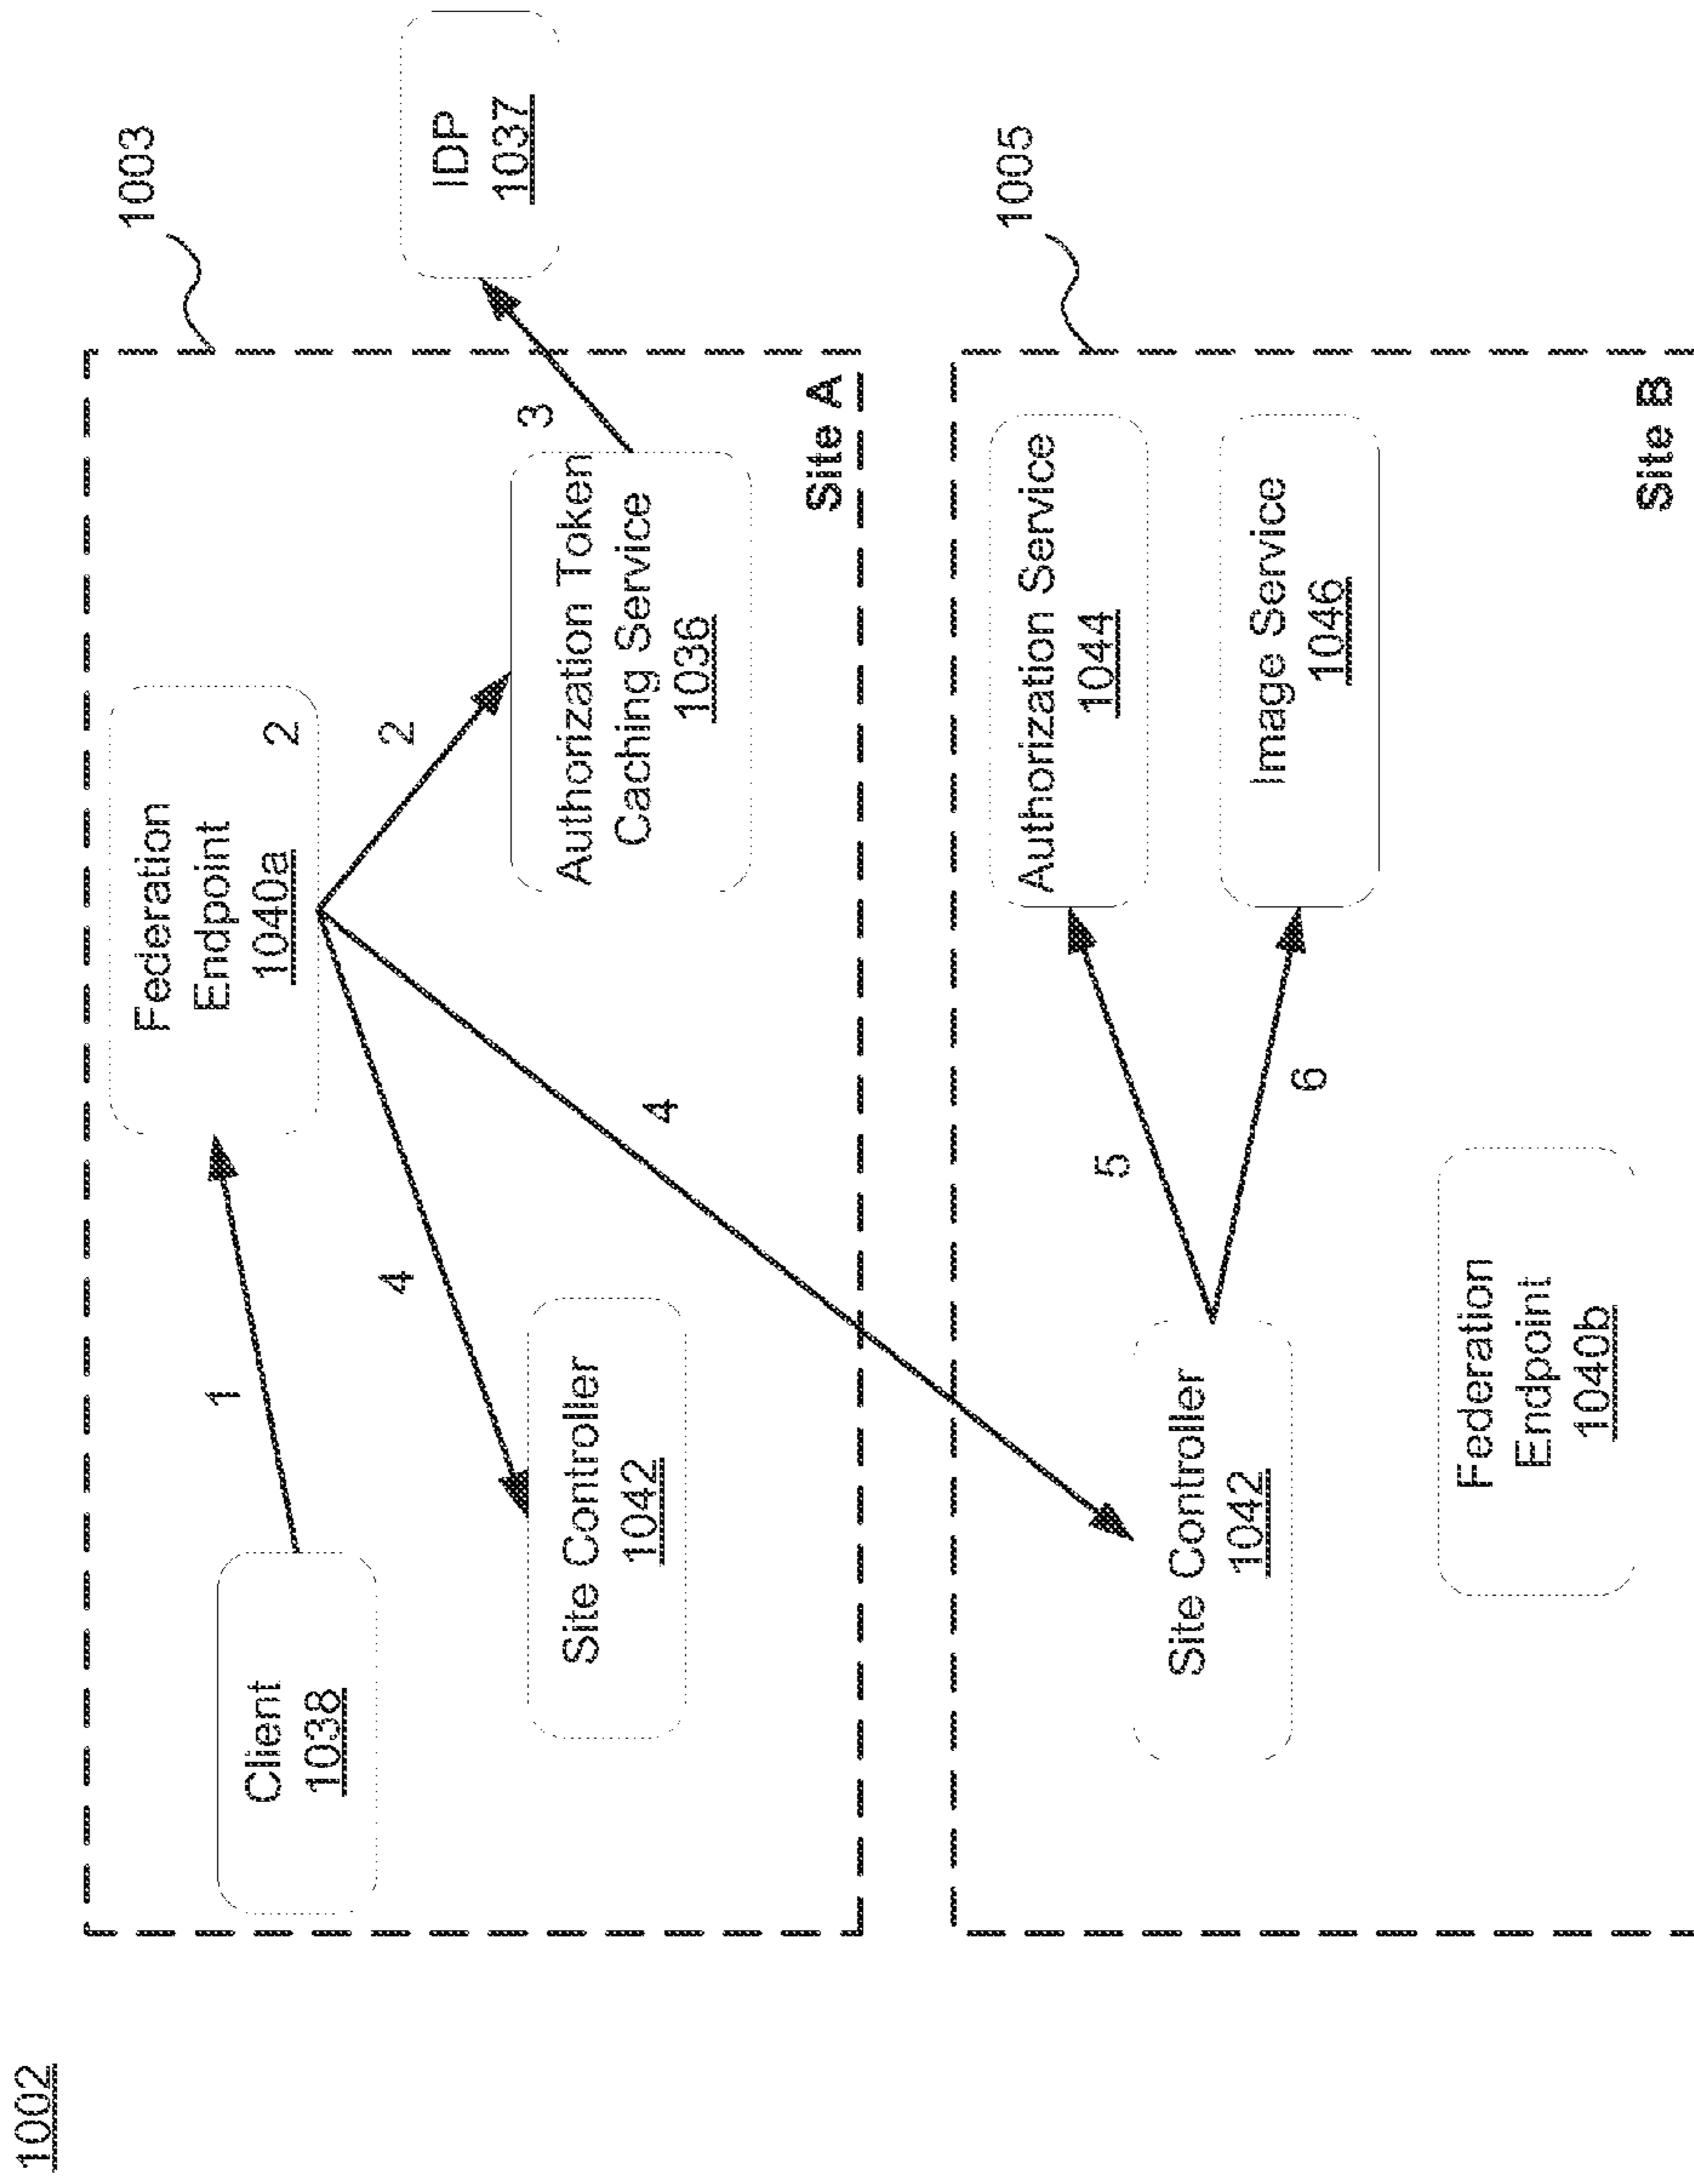 1002
Client
1038
1
Federation
Endpoint
1040a
2
2
4
4
Site Controller
1042
Authorization Token
Caching Service
1036
3
Site A
1003
IDP
1037
Site Controller
1042
5
6
Authorization Service
1044
Image Service
1046
Federation
Endpoint
1040b
Site B
1005